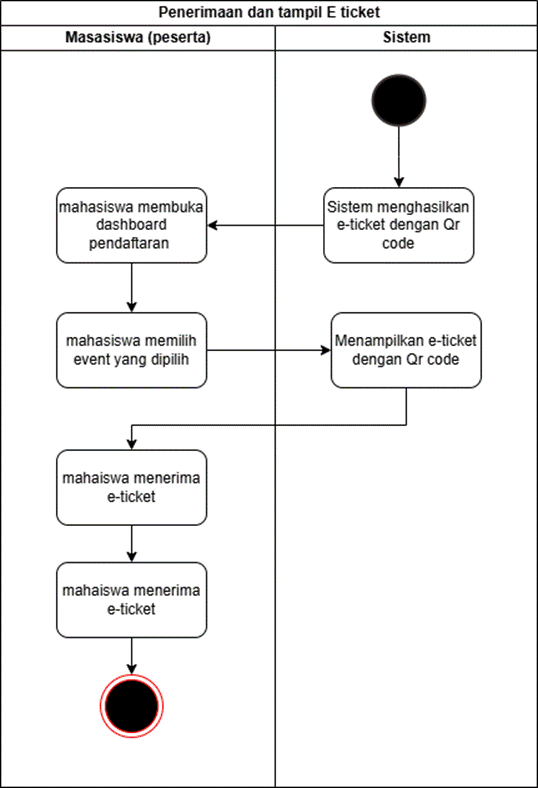 Penerimaan dan tampil E ticket
Masasiswa (peserta)
Sistem
Sistem menghasilkan
e-ticket dengan Qr
code
mahasiswa membuka
dashboard
pendaftaran
mahasiswa memilih
event yang dipilih
Menampilkan e-ticket
dengan Qr code
mahaiswa menerima
e-ticket
mahaiswa menerima
e-ticket